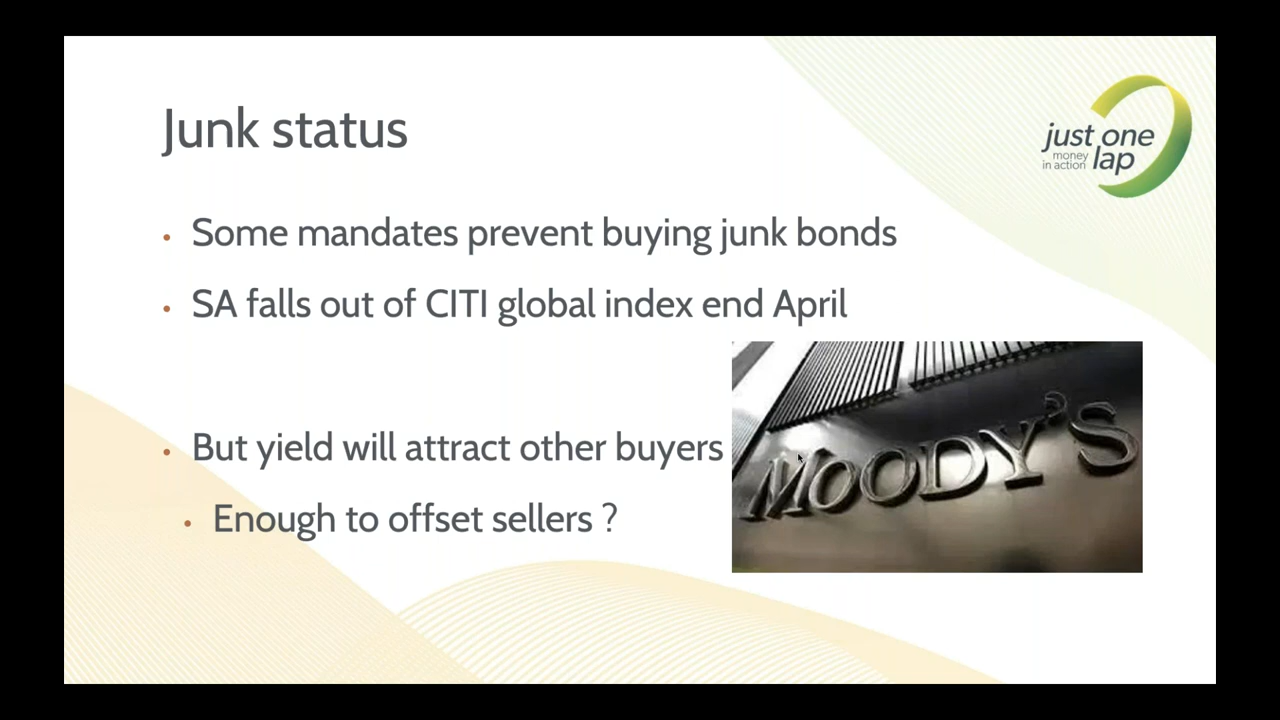 Junk status
just one
money
in action lap
• Some mandates prevent buying junk bonds
• SA falls out of CITI global index end April
• But yield will attract other buyers
• Enough to offset sellers ?
MOODY'S